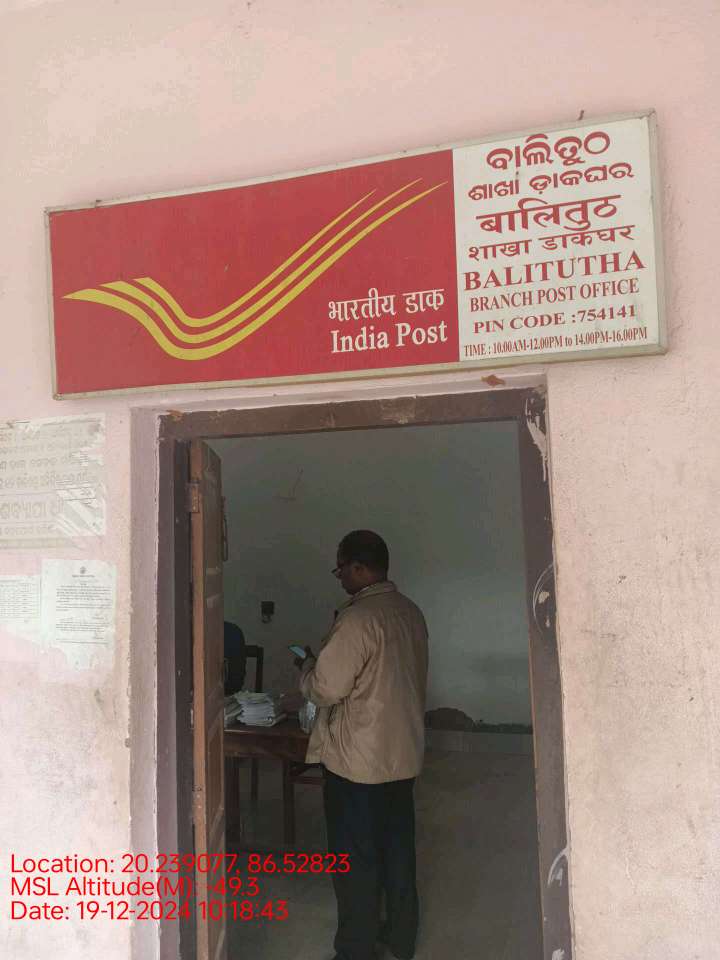 भारतीय डाक
India Post
ବାଲିତୁଠ
ଶାଖା ଡ଼ାକଘର
बालितुठ
शाखा डाकघर
BALITUTHA
BRANCH POST OFFICE
PIN CODE :754141
TIME : 10.00AM-12.00PM to 14.00PM-16.00PM
Location: 20.239077, 86.52823
MSL Altitude(M): -49.3
Date: 19-12-2024 10:18:43